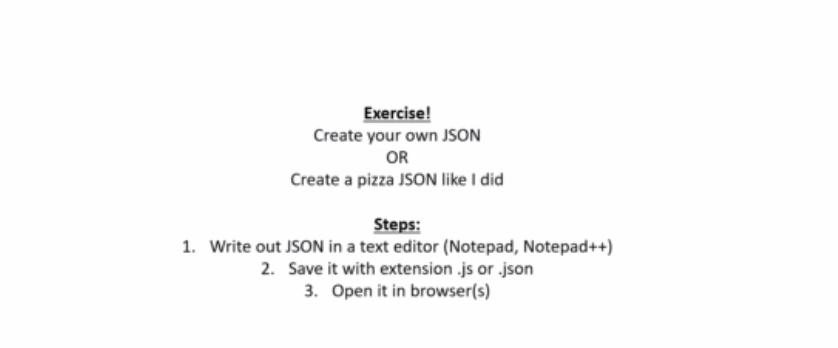 Exercise!
Create your own JSON
OR
Create a pizza JSON like I did
Steps:
1. Write out JSON in a text editor (Notepad, Notepad++)
2. Save it with extension .js or .json
3. Open it in browser(s)